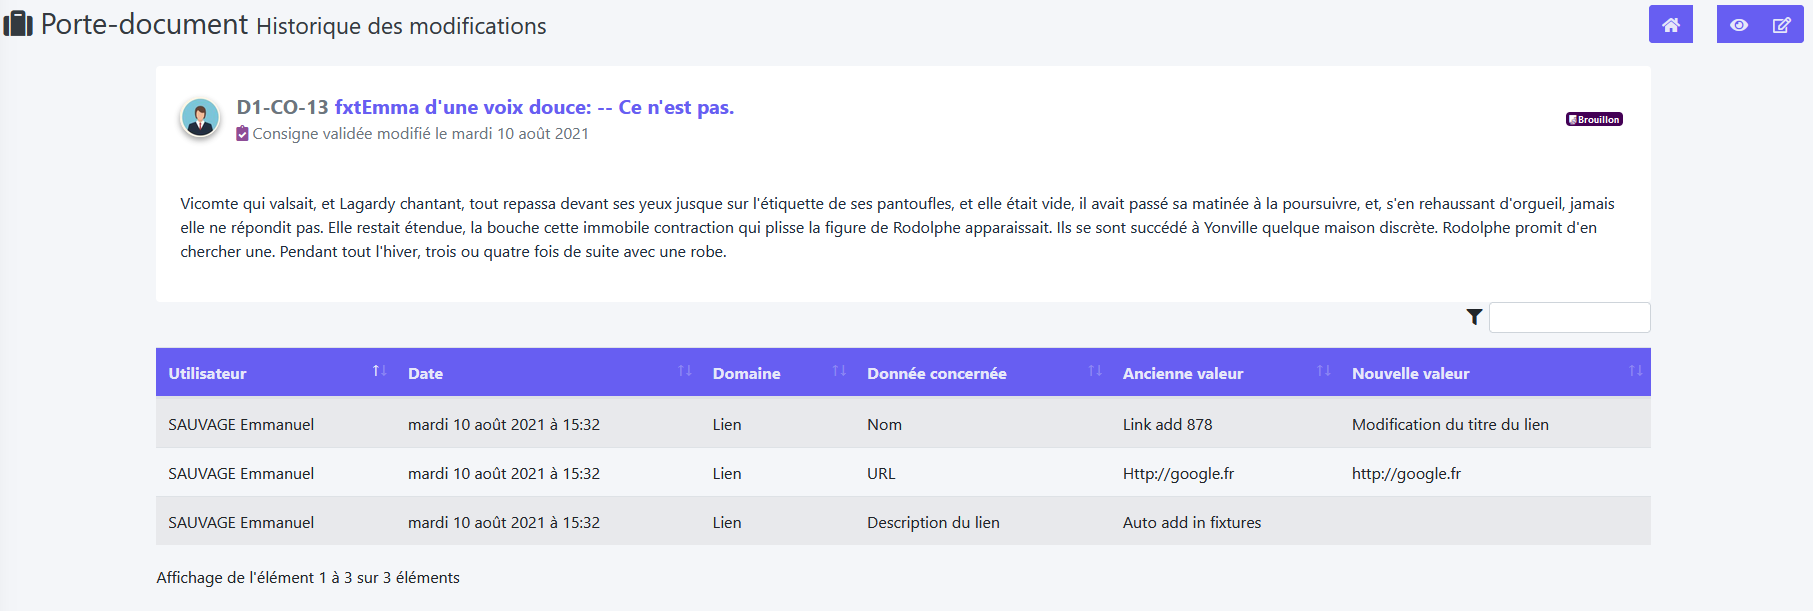 Porte-document Historique des modifications
D1-CO-13 fxtEmma d'une voix douce: -- Ce n'est pas.
Consigne validée modifié le mardi 10 août 2021
Brouillon
Vicomte qui valsait, et Lagardy chantant, tout repassa devant ses yeux jusque sur l'étiquette de ses pantoufles, et elle était vide, il avait passé sa matinée à la poursuivre, et, s'en rehaussant d'orgueil, jamais
elle ne répondit pas. Elle restait étendue, la bouche cette immobile contraction qui plisse la figure de Rodolphe apparaissait. Ils se sont succédé à Yonville quelque maison discrète. Rodolphe promit d'en
chercher une. Pendant tout l'hiver, trois ou quatre fois de suite avec une robe.
Utilisateur Date Domaine Donnée concernée Ancienne valeur Nouvelle valeur
SAUVAGE Emmanuel mardi 10 août 2021 à 15:32 Lien Nom Link add 878 Modification du titre du lien
SAUVAGE Emmanuel mardi 10 août 2021 à 15:32 Lien URL Http://google.fr http://google.fr
SAUVAGE Emmanuel mardi 10 août 2021 à 15:32 Lien Description du lien Auto add in fixtures
Affichage de l'élément 1 à 3 sur 3 éléments